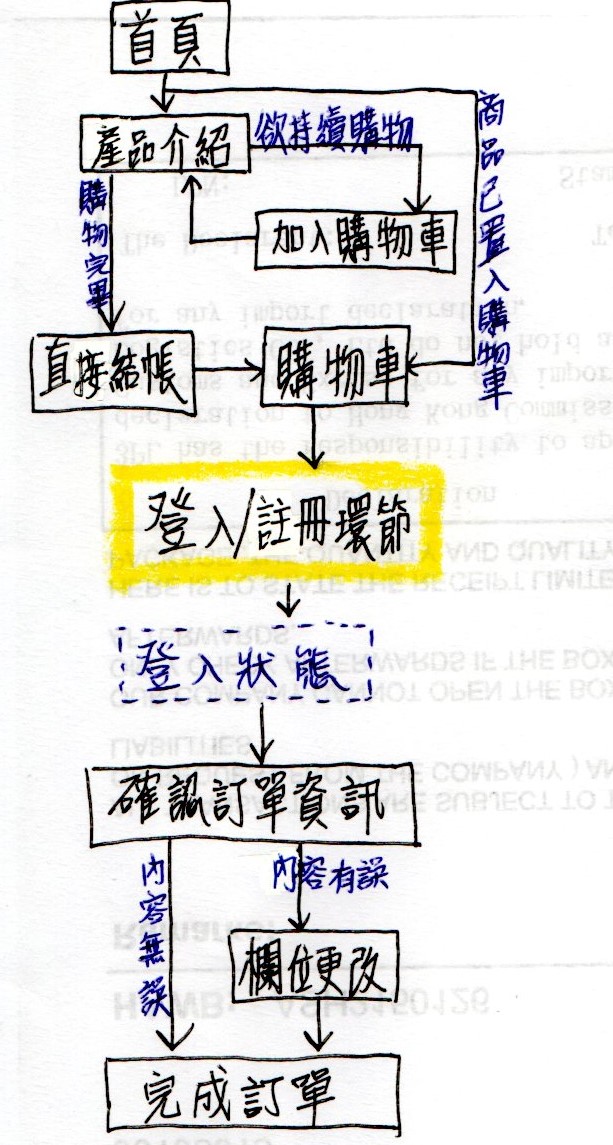 首頁
產品介紹
欲持續購物
商品已置入購物車
購物完畢
加入購物車
直接結帳
購物車
登入/註冊環節
登入狀態
確認訂單資訊
內容無誤
內容有誤
欄位更改
完成訂單